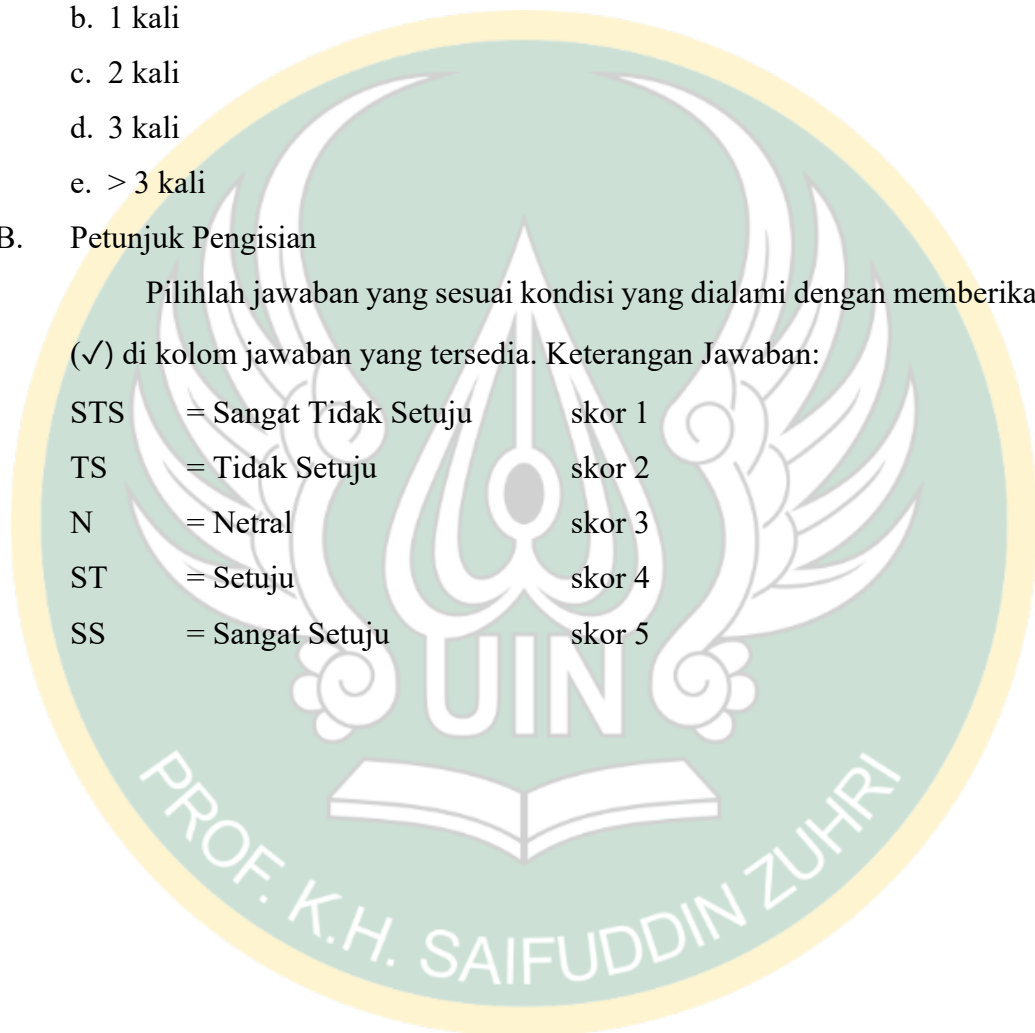 b. 1 kali
c. 2 kali
d. 3 kali
e. > 3 kali
B. Petunjuk Pengisian
Pilihlah jawaban yang sesuai kondisi yang dialami dengan memberika
(✓) di kolom jawaban yang tersedia. Keterangan Jawaban:
STS = Sangat Tidak Setuju skor 1
TS = Tidak Setuju skor 2
N = Netral skor 3
ST = Setuju skor 4
SS = Sangat Setuju skor 5
UIN
PROF. K.H. SAIFUDDIN ZUHRI